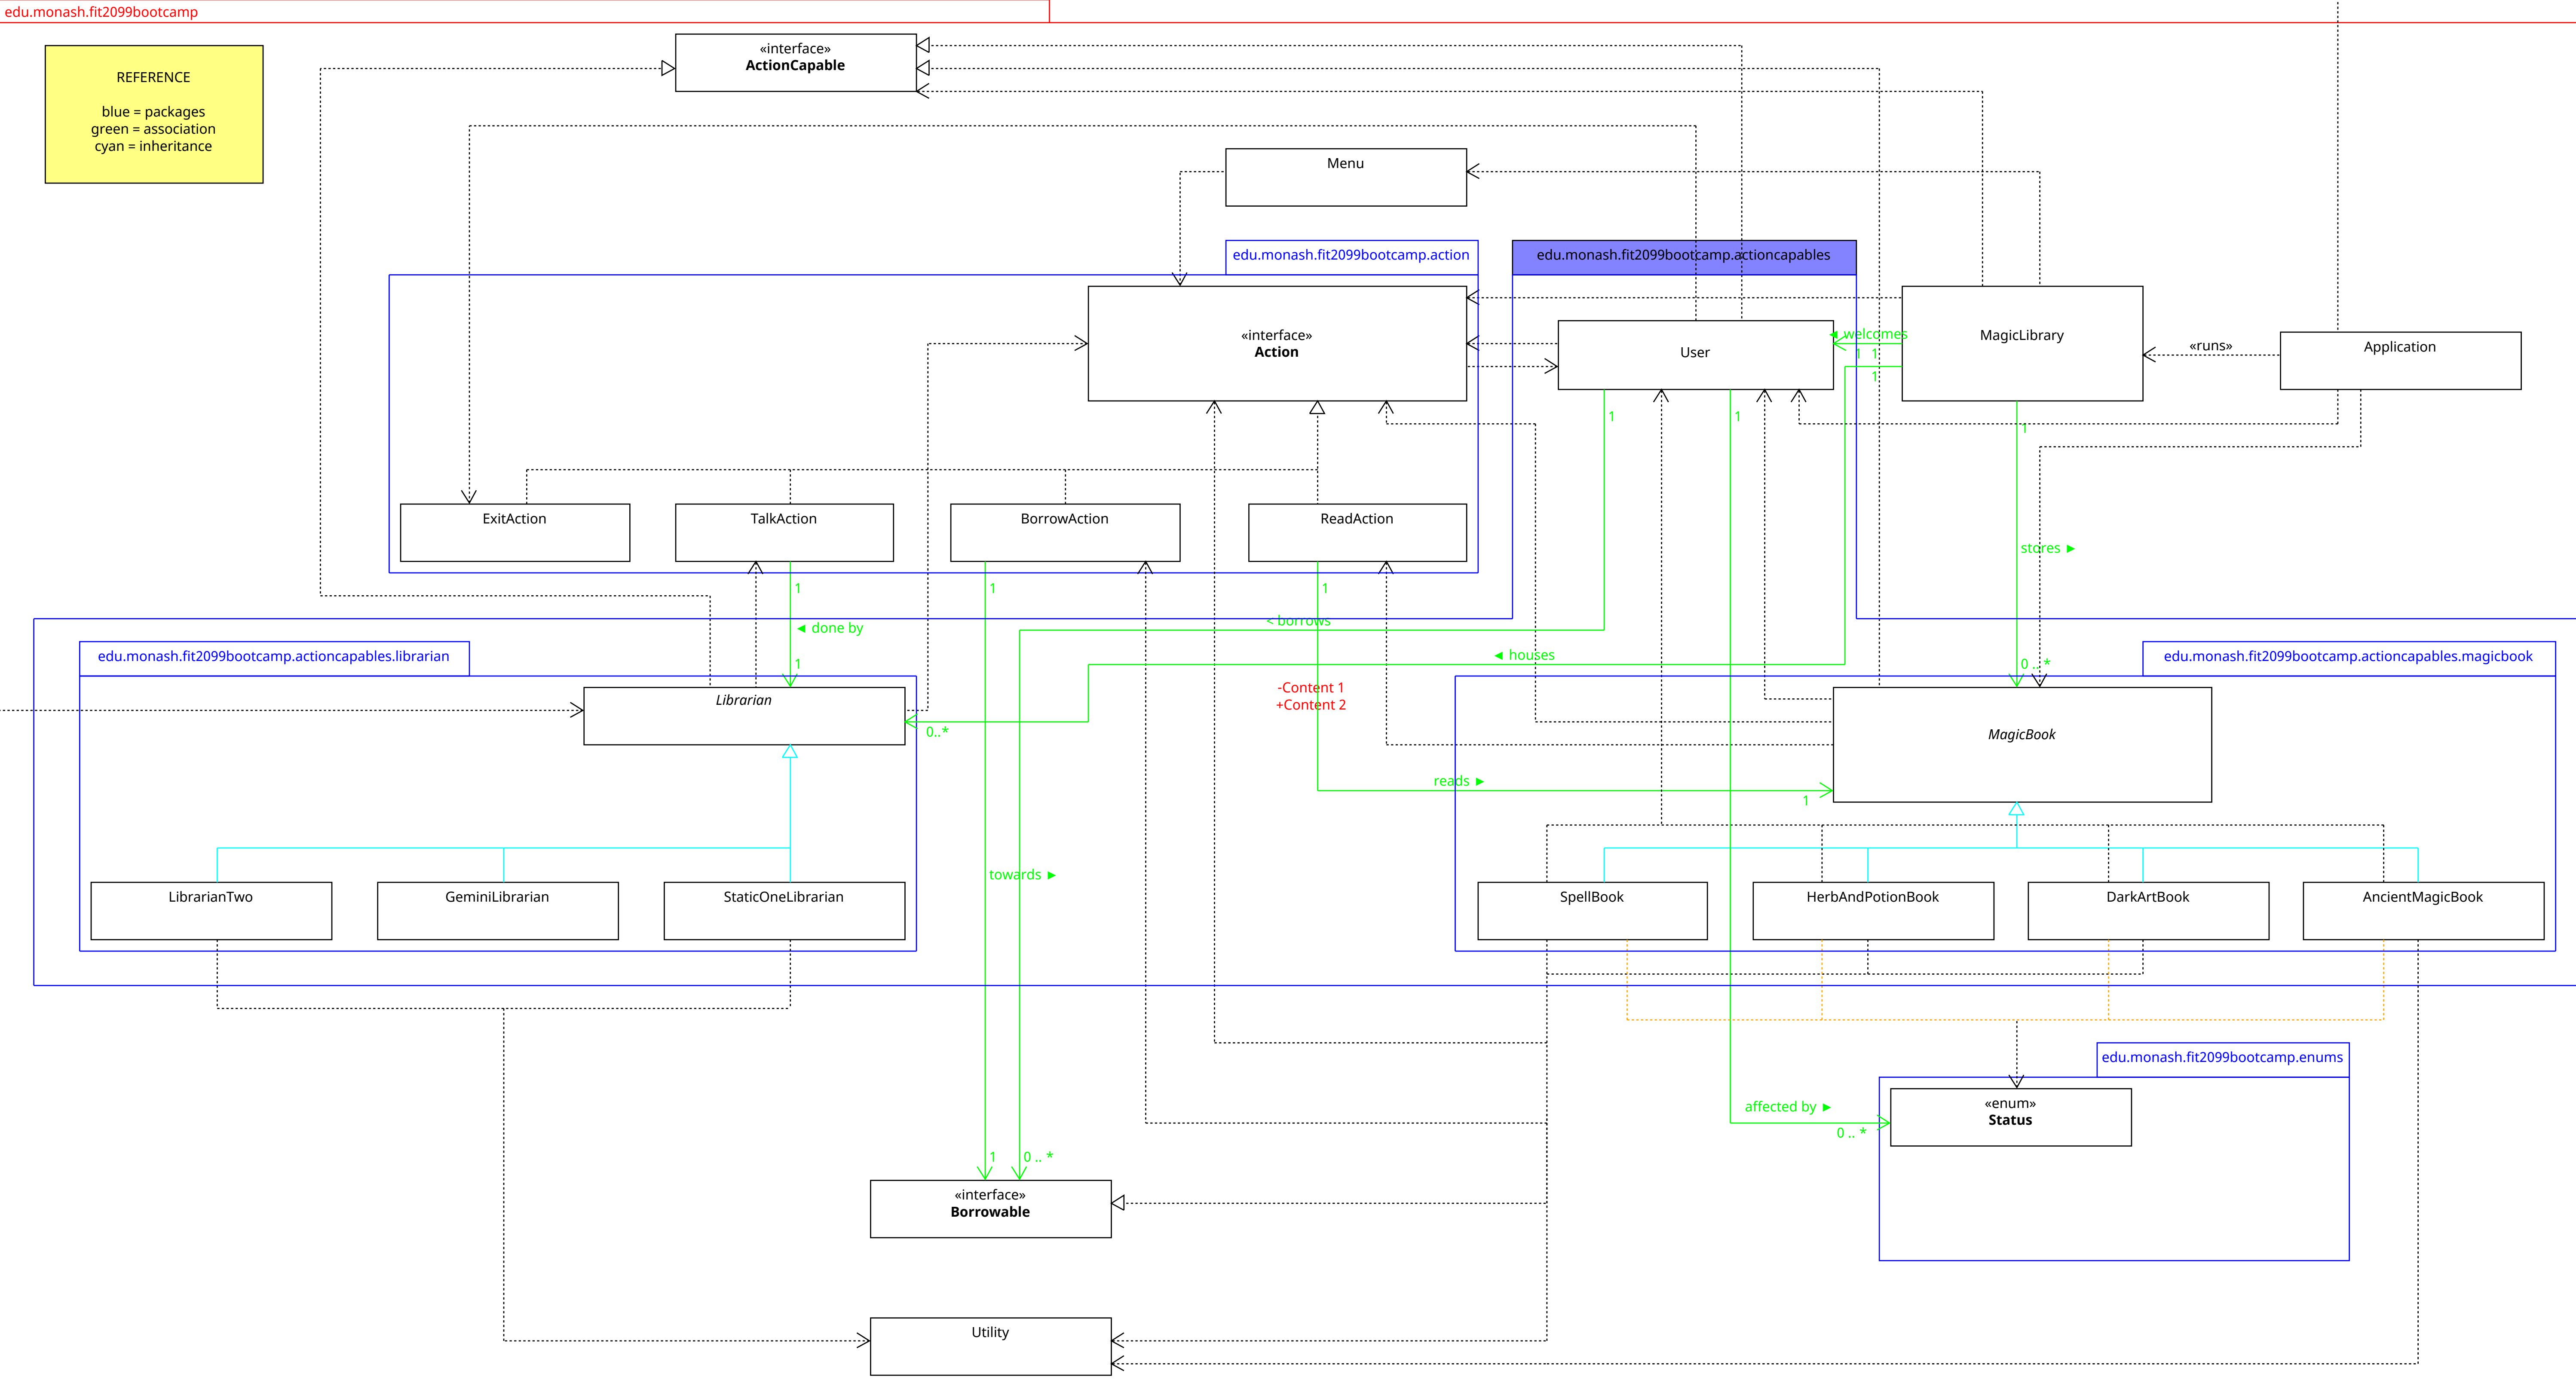 edu.monash.fit2099bootcamp
REFERENCE
blue = packages
green = association
cyan = inheritance
«interface»
ActionCapable
Menu
edu.monash.fit2099bootcamp.action
edu.monash.fit2099bootcamp.actioncapables
«interface»
Action
User
◄ welcomes
1 1
1
MagicLibrary
«runs»
Application
1
1
1
ExitAction
TalkAction
BorrowAction
ReadAction
stores ►
1
1
1
◄ done by
< borrows
◄ houses
1
0 .. *
edu.monash.fit2099bootcamp.actioncapables.librarian
edu.monash.fit2099bootcamp.actioncapables.magicbook
Librarian
0..*
-Content 1
+Content 2
MagicBook
reads ►
1
towards ►
LibrarianTwo
GeminiLibrarian
StaticOneLibrarian
SpellBook
HerbAndPotionBook
DarkArtBook
AncientMagicBook
edu.monash.fit2099bootcamp.enums
«enum»
Status
affected by ►
0 .. *
1
0 .. *
«interface»
Borrowable
Utility